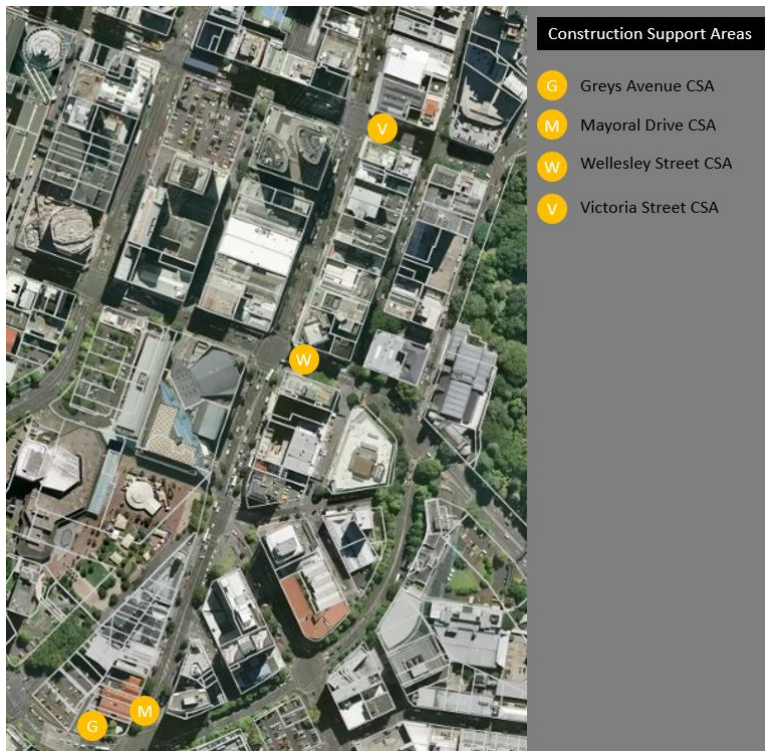 Construction Support Areas
G Greys Avenue CSA
M Mayoral Drive CSA
W Wellesley Street CSA
V Victoria Street CSA
V
W
M
G